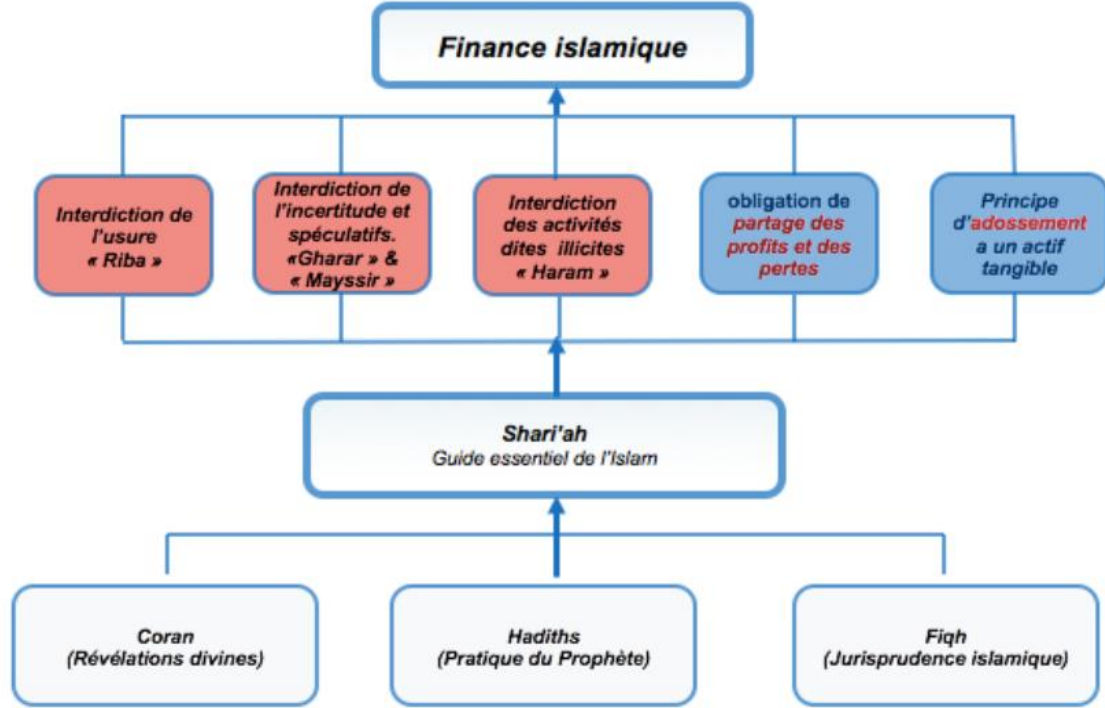 Finance islamique
Interdiction de
l'usure
« Riba »
Interdiction de
l'incertitude et
spéculatifs.
«Gharar » &
« Mayssir »
Interdiction
des activités
dites illicites
« Haram »
obligation de
partage des
profits et des
pertes
Principe
d'adossement
a un actif
tangible
Shari'ah
Guide essentiel de l'Islam
Coran
(Révélations divines)
Hadiths
(Pratique du Prophète)
Fiqh
(Jurisprudence islamique)